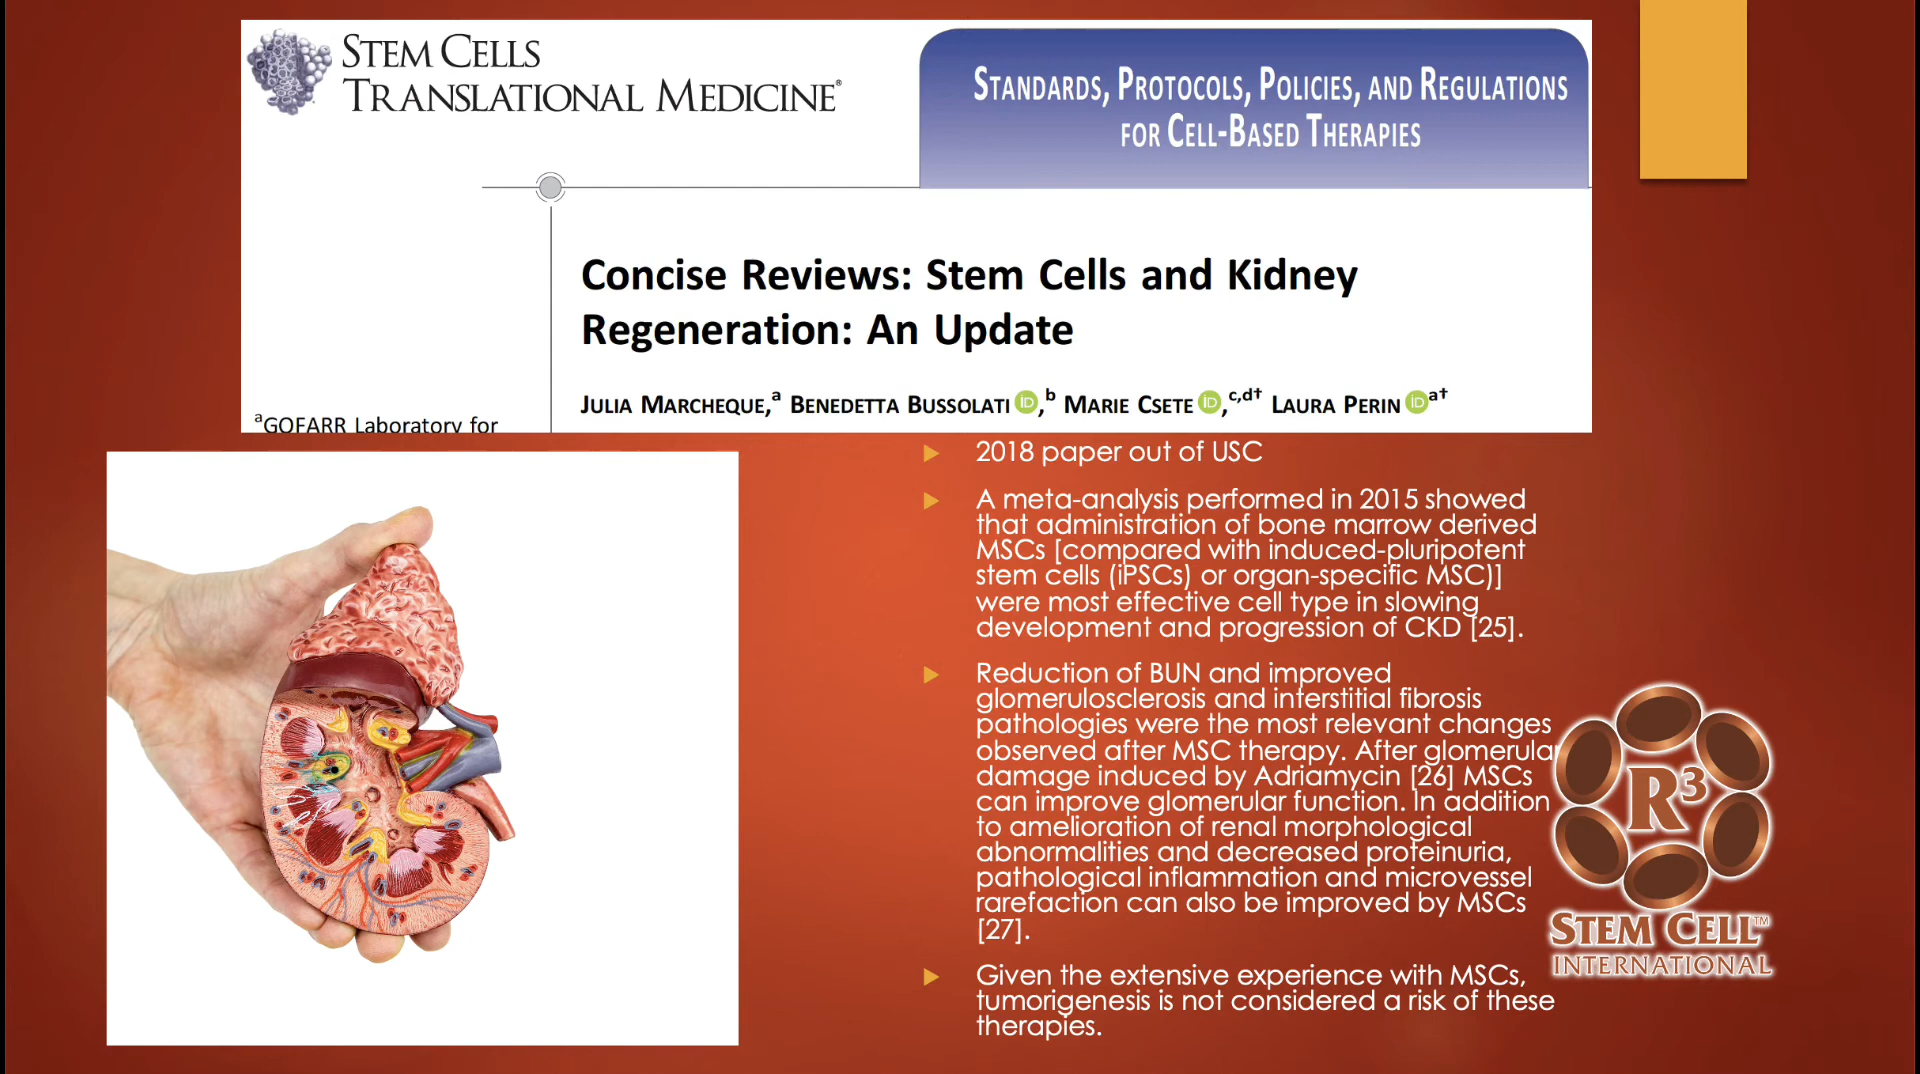 STEM CELLS
TRANSLATIONAL MEDICINE®
STANDARDS, PROTOCOLS, POLICIES, AND REGULATIONS
FOR CELL-BASED THERAPIES
Concise Reviews: Stem Cells and Kidney
Regeneration: An Update
JULIA MARCHEQUE,ᵃ BENEDETTA BUSSOLATI iD,ᵇ MARIE CSETE iD,ᶜ,ᵈ† LAURA PERIN iDᵃ†
ᵃGOFARR Laboratory for
2018 paper out of USC
A meta-analysis performed in 2015 showed
that administration of bone marrow derived
MSCs [compared with induced-pluripotent
stem cells (iPSCs) or organ-specific MSC)]
were most effective cell type in slowing
development and progression of CKD [25].
Reduction of BUN and improved
glomerulosclerosis and interstitial fibrosis
pathologies were the most relevant changes
observed after MSC therapy. After glomerular
damage induced by Adriamycin [26] MSCs
can improve glomerular function. In addition
to amelioration of renal morphological
abnormalities and decreased proteinuria,
pathological inflammation and microvessel
rarefaction can also be improved by MSCs
[27].
Given the extensive experience with MSCs,
tumorigenesis is not considered a risk of these
therapies.
R³
STEM CELL™
INTERNATIONAL